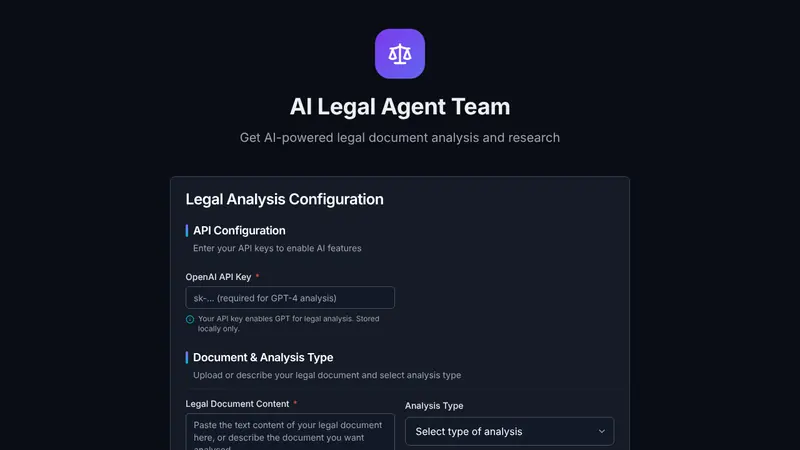 AI Legal Agent Team
Get AI-powered legal document analysis and research
Legal Analysis Configuration
API Configuration
Enter your API keys to enable AI features
OpenAI API Key *
sk-... (required for GPT-4 analysis)
Your API key enables GPT for legal analysis. Stored
locally only.
Document & Analysis Type
Upload or describe your legal document and select analysis type
Legal Document Content *
Analysis Type
Paste the text content of your legal document
here, or describe the document you want
Select type of analysis